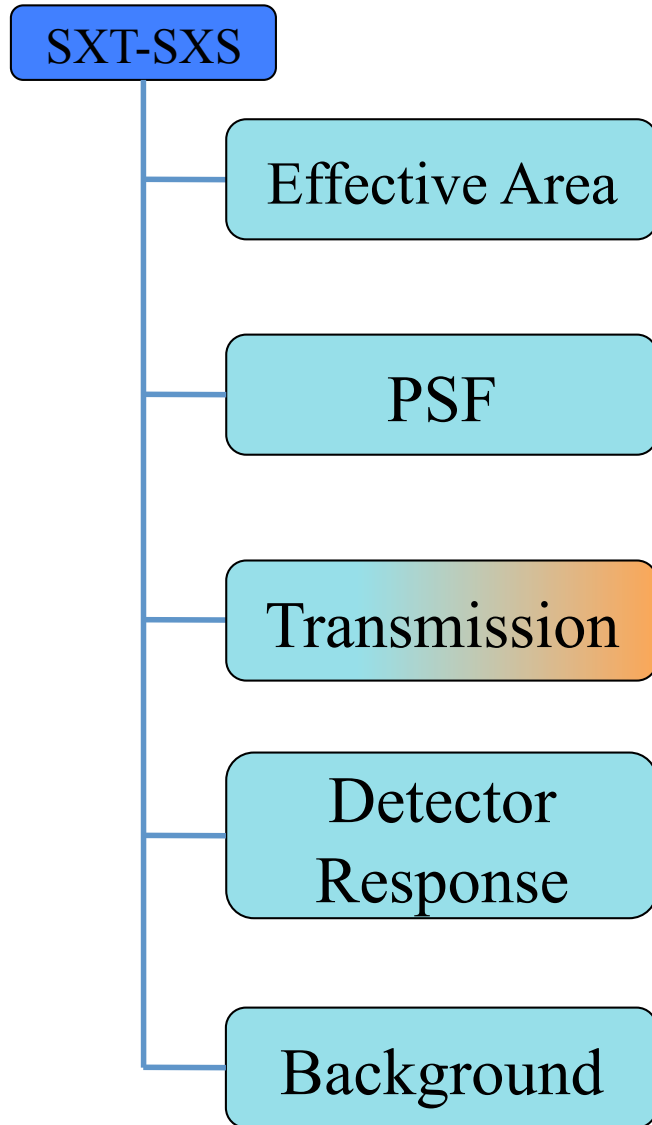 SXT-SXS
Effective Area
PSF
Transmission
Detector
Response
Background